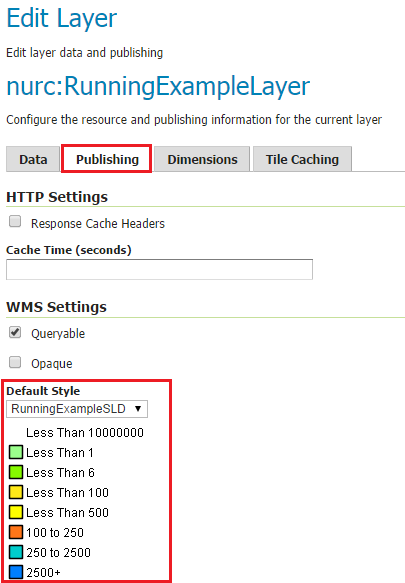 Edit Layer
Edit layer data and publishing
nurc:RunningExampleLayer
Configure the resource and publishing information for the current layer
Data Publishing Dimensions Tile Caching
HTTP Settings
Response Cache Headers
Cache Time (seconds)
WMS Settings
Queryable
Opaque
Default Style
RunningExampleSLD
Less Than 10000000
Less Than 1
Less Than 6
Less Than 100
Less Than 500
100 to 250
250 to 2500
2500+